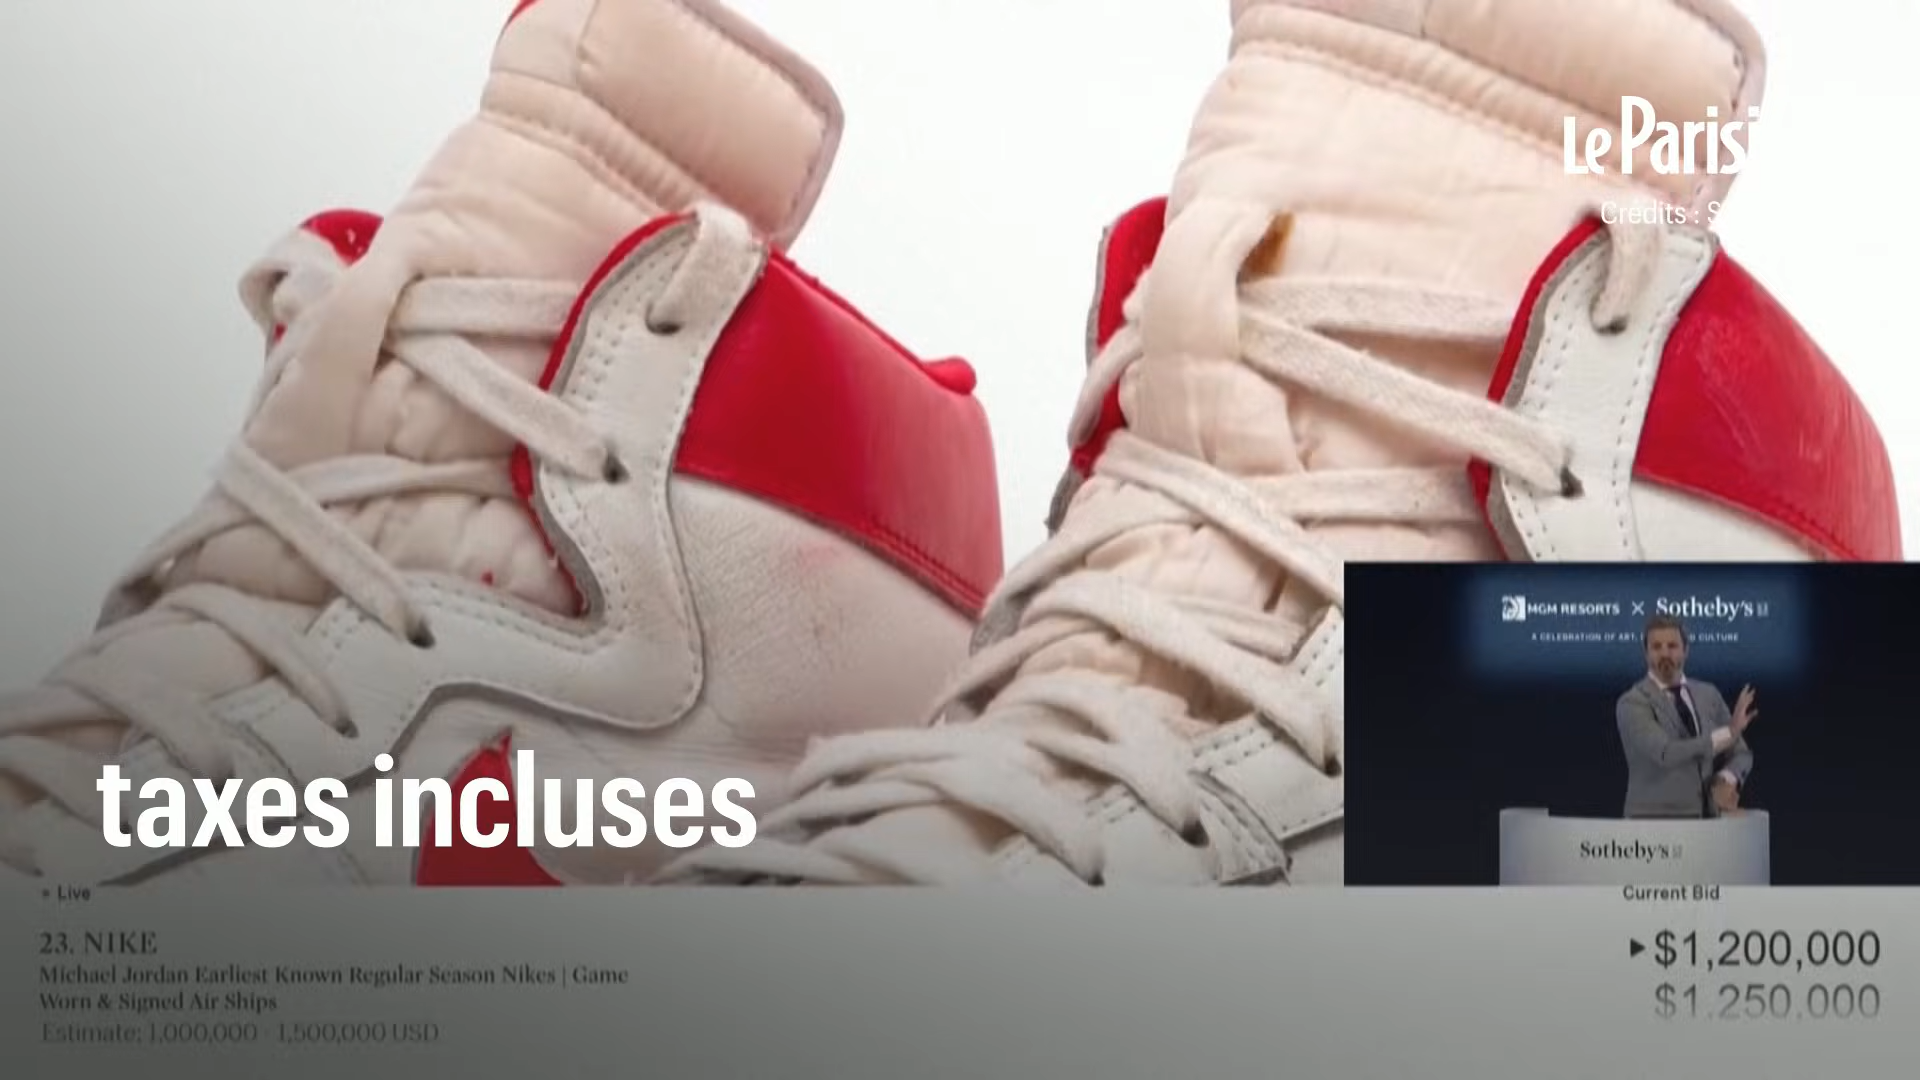 Le Parisi
Crédits : S
MGM RESORTS × Sotheby's
A CELEBRATION OF ART, CULTURE
Sotheby's
taxes incluses
• Live
23. NIKE
Michael Jordan Earliest Known Regular Season Nikes | Game
Worn & Signed Air Ships
Estimate: 1,000,000 - 1,500,000 USD
Current Bid
▶ $1,200,000
$1,250,000